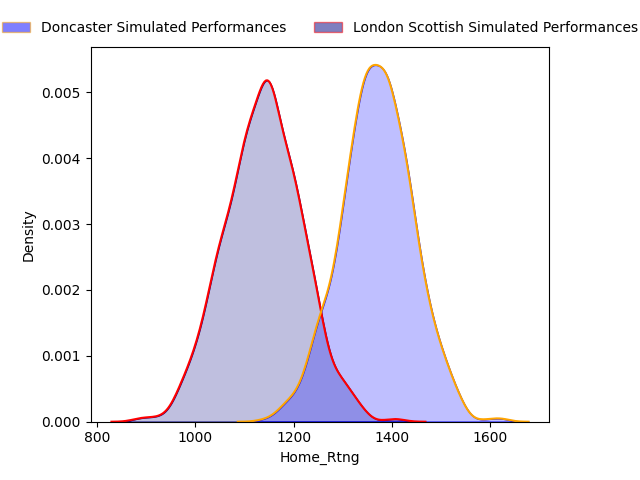 Doncaster Simulated Performances London Scottish Simulated Performances
0.005
0.004
0.003
0.002
0.001
0.000
Density
800 1000 1200 1400 1600
Home_Rtng